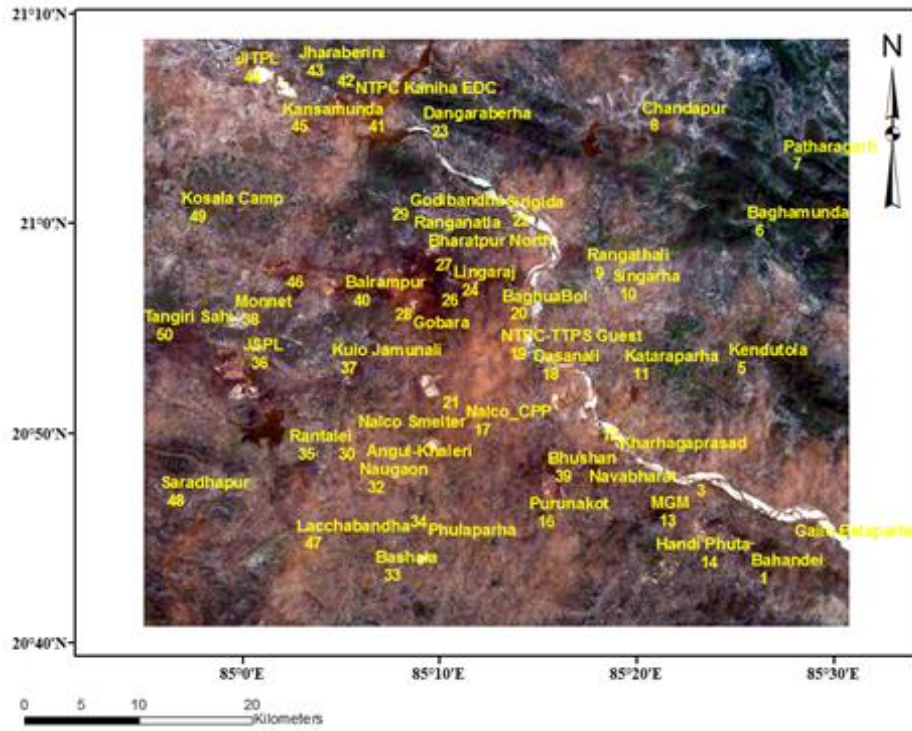 21°10'N
N
JITPL
44
Jharaberini
43
42
NTPC Kaniha EDC
Kansamunda
45
41
Dangaraberha
23
Chandapur
8
Patharagarh
7
Kosala Camp
49
21°0'N
29
Godibandha
Ranganatla
Srigida
22
Baghamunda
6
Bharatpur North
27
Rangathali
9
Singarha
10
46
Balrampur
40
Lingaraj
24
26
28
Gobara
BaghuaBol
20
Monnet
38
Tangiri Sahi
50
JSPL
36
Kulo Jamunali
37
NTPC-TTPS Guest
19
Dasanali
18
Kataraparha
11
Kendutola
5
21
Nalco Smelter
Nalco_CPP
17
20°50'N
Rantalei
35
30
Angul-Khaleri
Naugaon
32
Kharhagaprasad
Bhushan
39
Navabharat
3
Saradhapur
48
Purunakot
16
MGM
13
Lacchabandha
47
34
Phulaparha
Handi Phuta
14
Bahandei
1
Bashala
33
20°40'N
85°0'E
85°10'E
85°20'E
85°30'E
0 5 10 20
Kilometers